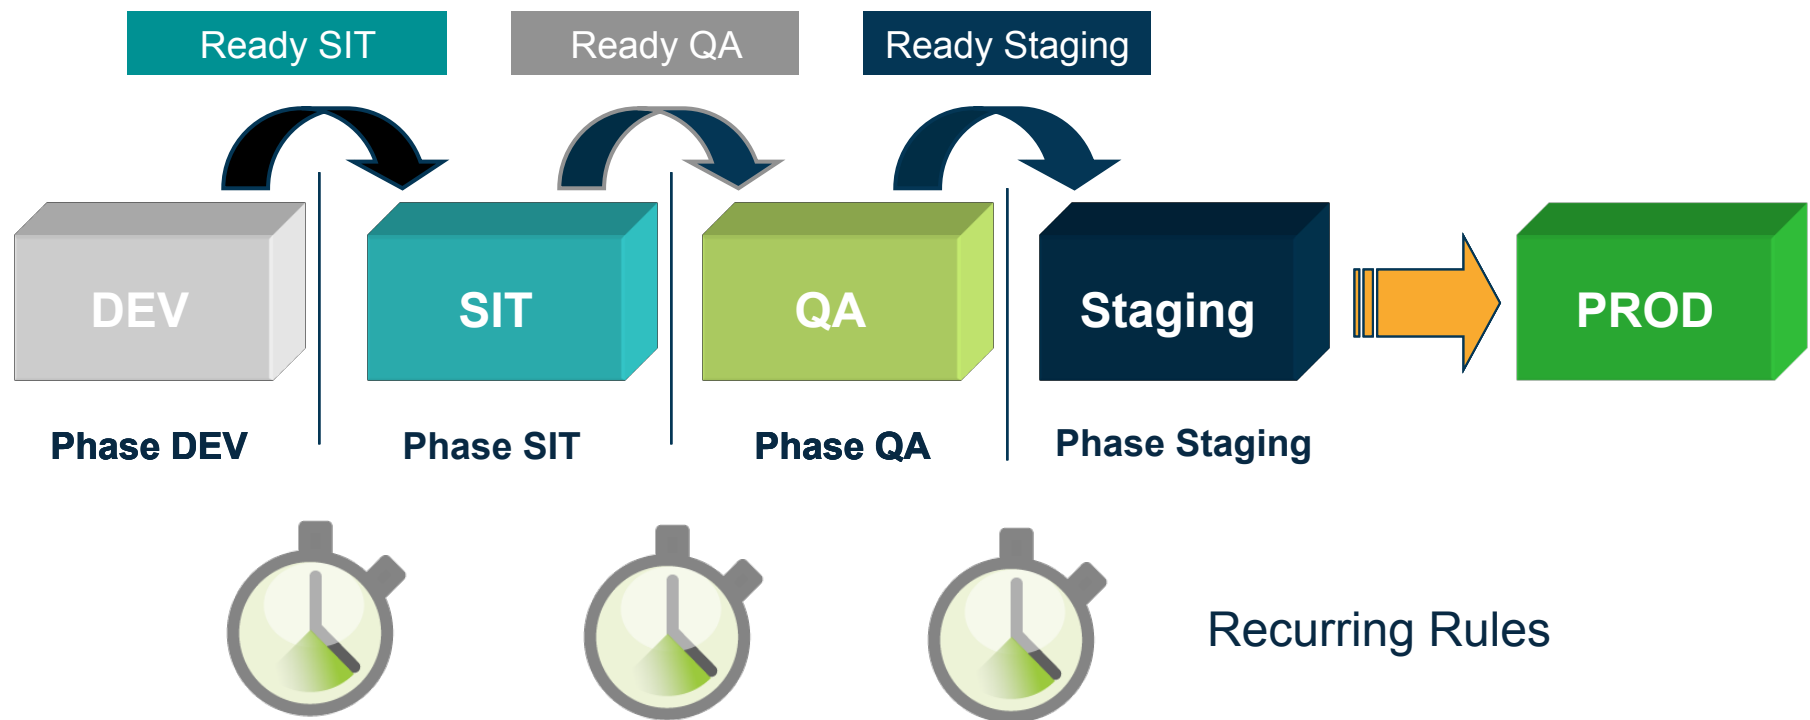 Ready SIT
Ready QA
Ready Staging
DEV
SIT
QA
Staging
PROD
Phase DEV
Phase SIT
Phase QA
Phase Staging
Recurring Rules